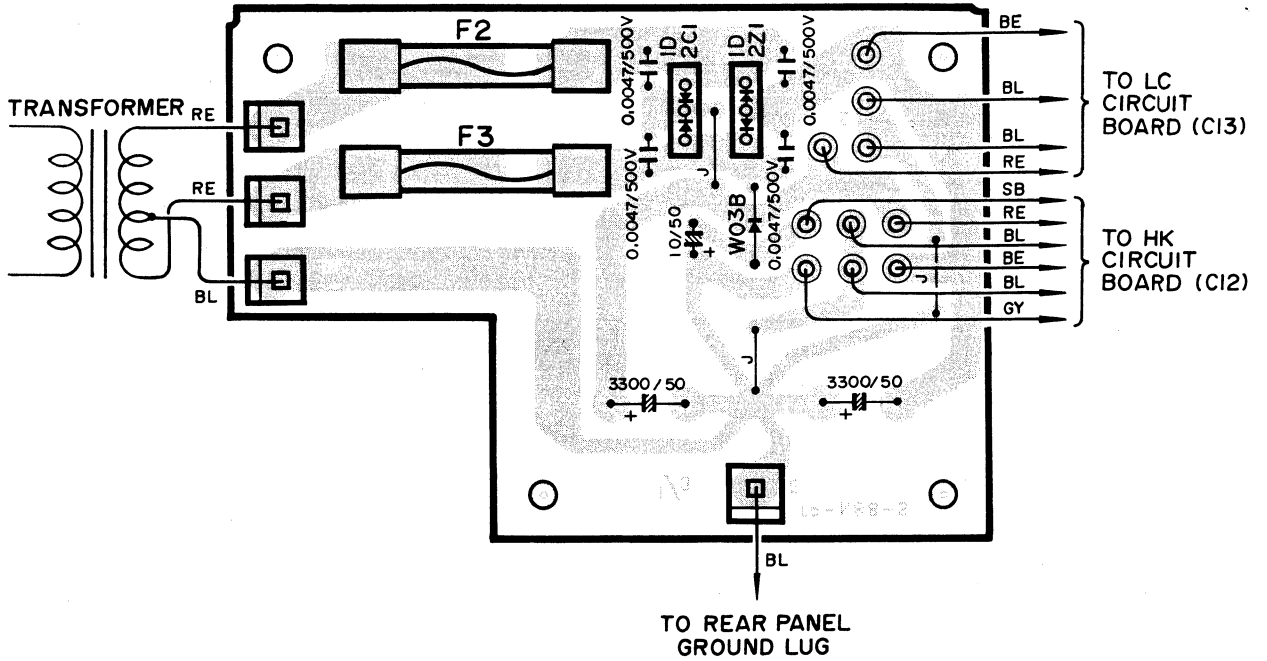 F2
1D
2C1
0.0047/500V
1D
2Z1
0.0047/500V
BE
TO LC
CIRCUIT
BOARD (C13)
BL
BL
RE
TRANSFORMER
RE
F3
0.0047/500V
J
10/50
+
W03B
0.0047/500V
RE
BL
SB
RE
BL
BE
BL
GY
J
TO HK
CIRCUIT
BOARD (C12)
J
3300/50
+
3300/50
+
BL
TO REAR PANEL
GROUND LUG